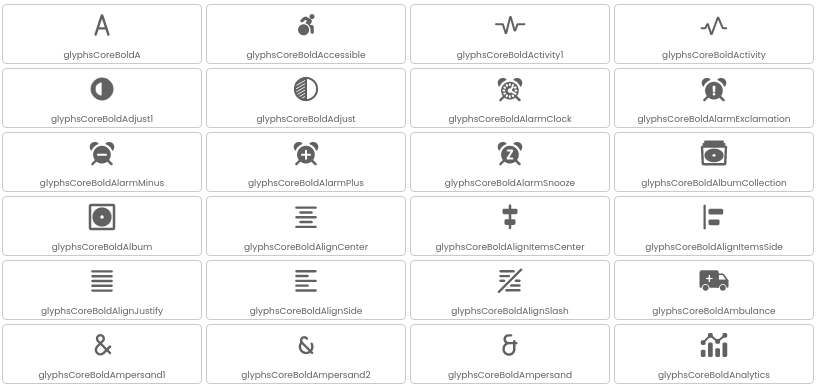 glyphsCoreBoldA
glyphsCoreBoldAccessible
glyphsCoreBoldActivity1
glyphsCoreBoldActivity
glyphsCoreBoldAdjust1
glyphsCoreBoldAdjust
glyphsCoreBoldAlarmClock
glyphsCoreBoldAlarmExclamation
glyphsCoreBoldAlarmMinus
glyphsCoreBoldAlarmPlus
glyphsCoreBoldAlarmSnooze
glyphsCoreBoldAlbumCollection
glyphsCoreBoldAlbum
glyphsCoreBoldAlignCenter
glyphsCoreBoldAlignItemsCenter
glyphsCoreBoldAlignItemsSide
glyphsCoreBoldAlignJustify
glyphsCoreBoldAlignSide
glyphsCoreBoldAlignSlash
glyphsCoreBoldAmbulance
glyphsCoreBoldAmpersand1
glyphsCoreBoldAmpersand2
glyphsCoreBoldAmpersand
glyphsCoreBoldAnalytics